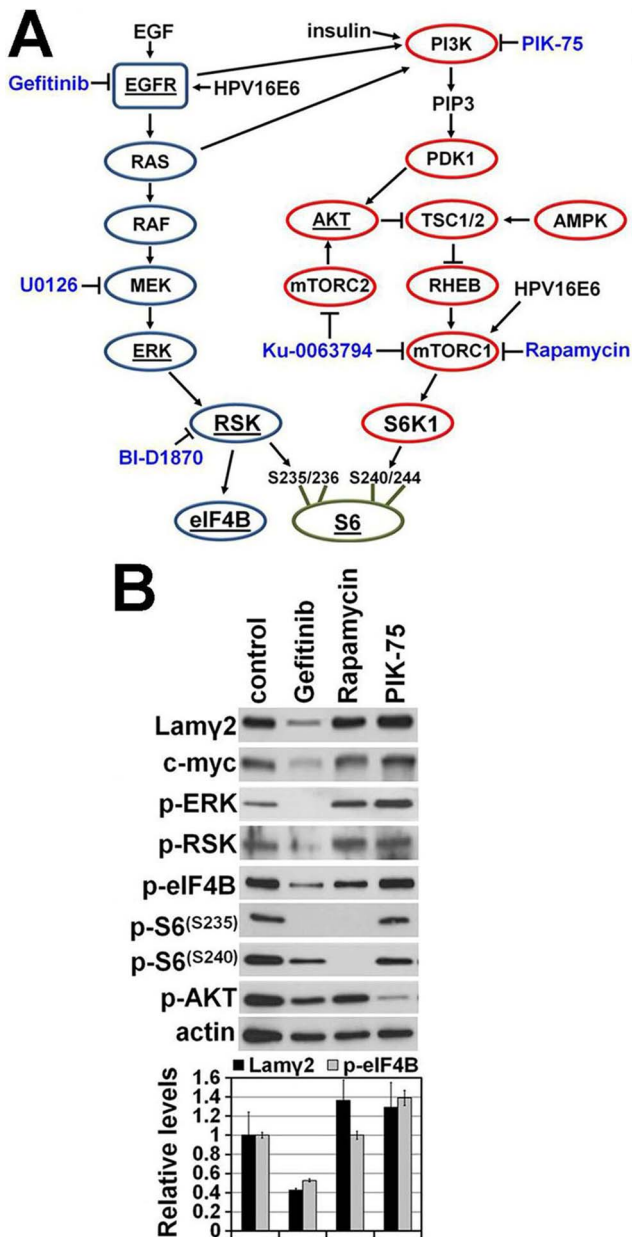 A
EGF
insulin
PI3K
PIK-75
Gefitinib
EGFR
HPV16E6
PIP3
RAS
PDK1
RAF
AKT
TSC1/2
AMPK
U0126
MEK
mTORC2
RHEB
HPV16E6
ERK
Ku-0063794
mTORC1
Rapamycin
RSK
S6K1
BI-D1870
S235/236
S240/244
eIF4B
S6
B
control
Gefitinib
Rapamycin
PIK-75
Lamγ2
c-myc
p-ERK
p-RSK
p-eIF4B
p-S6(S235)
p-S6(S240)
p-AKT
actin
Lamγ2 p-eIF4B
Relative levels
1.6
1.4
1.2
1
0.8
0.6
0.4
0.2
0